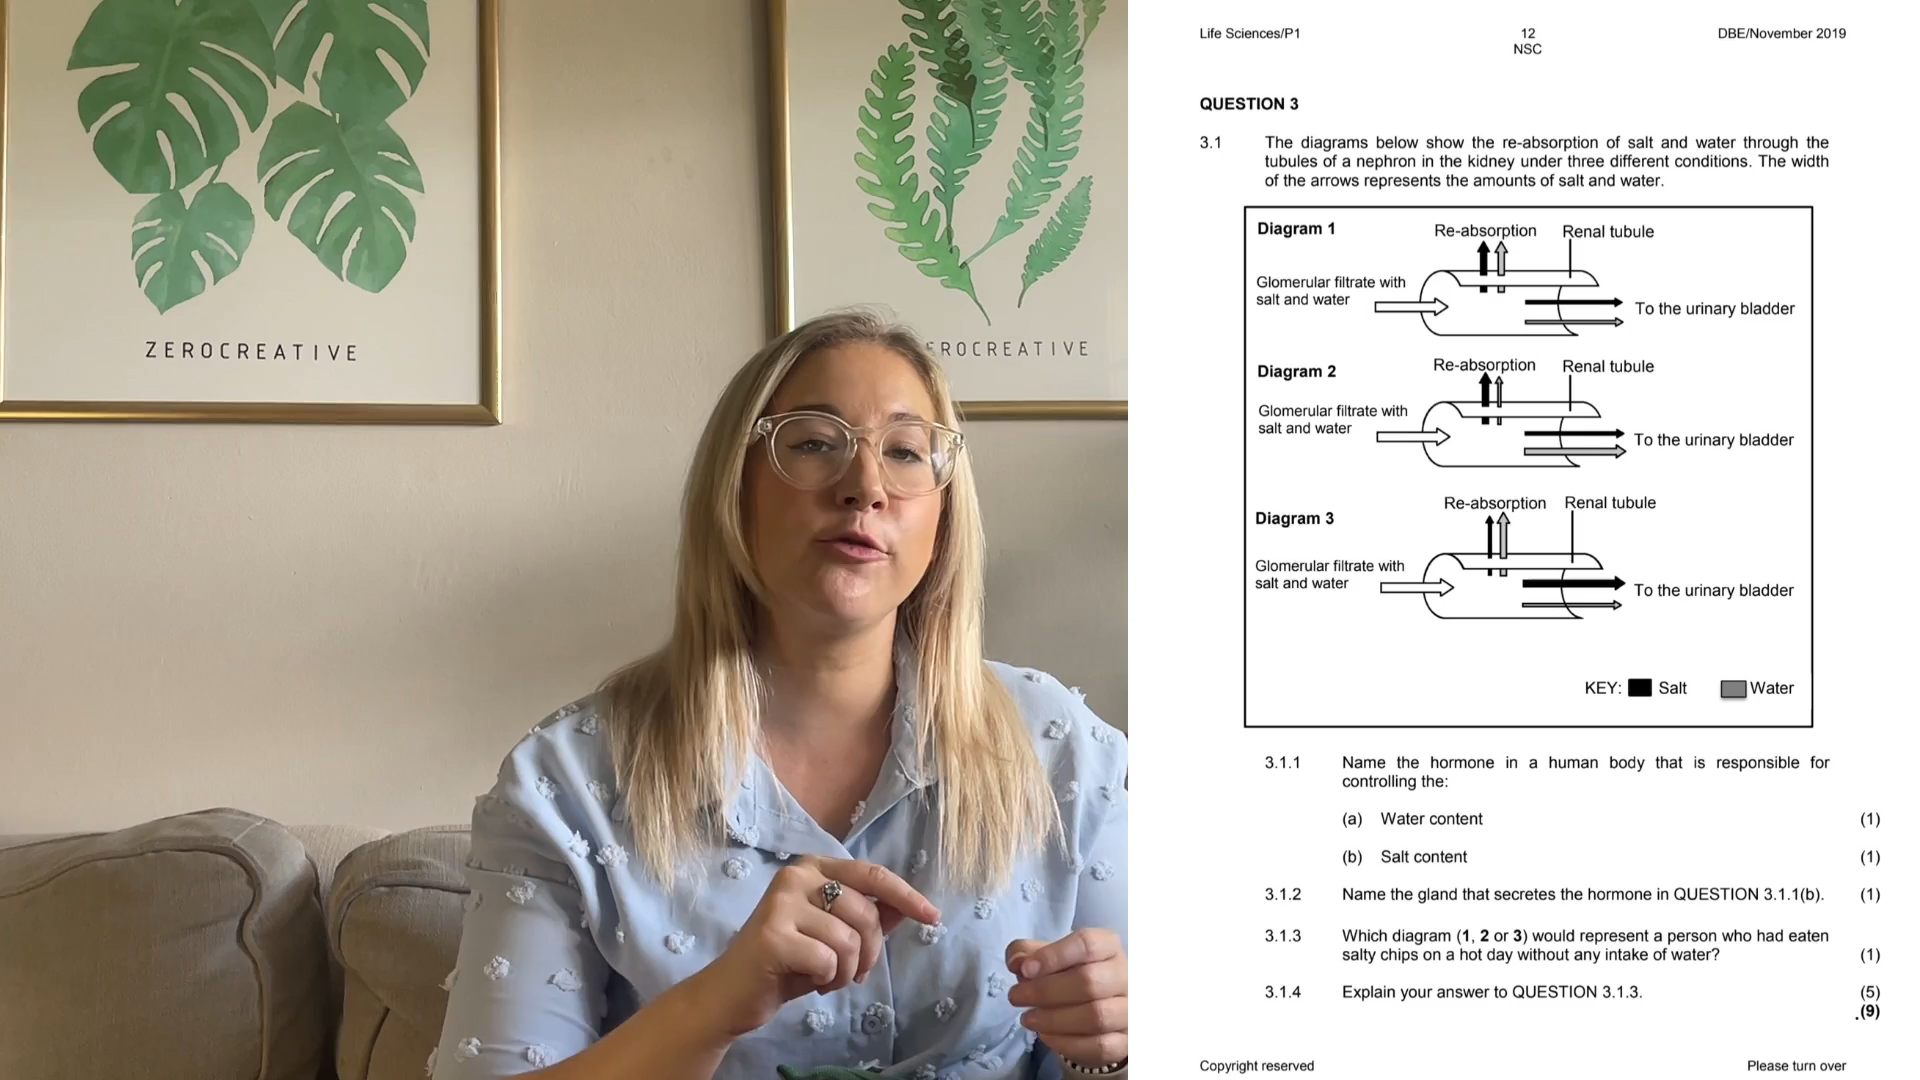 ZEROCREATIVE
EROCREATIVE
Life Sciences/P1 12 DBE/November 2019
NSC
QUESTION 3
3.1 The diagrams below show the re-absorption of salt and water through the
tubules of a nephron in the kidney under three different conditions. The width
of the arrows represents the amounts of salt and water.
Diagram 1
Re-absorption Renal tubule
Glomerular filtrate with
salt and water
To the urinary bladder
Diagram 2
Re-absorption Renal tubule
Glomerular filtrate with
salt and water
To the urinary bladder
Diagram 3
Re-absorption Renal tubule
Glomerular filtrate with
salt and water
To the urinary bladder
KEY: Salt Water
3.1.1 Name the hormone in a human body that is responsible for
controlling the:
(a) Water content (1)
(b) Salt content (1)
3.1.2 Name the gland that secretes the hormone in QUESTION 3.1.1(b). (1)
3.1.3 Which diagram (1, 2 or 3) would represent a person who had eaten
salty chips on a hot day without any intake of water? (1)
3.1.4 Explain your answer to QUESTION 3.1.3. (5)
.(9)
Copyright reserved Please turn over